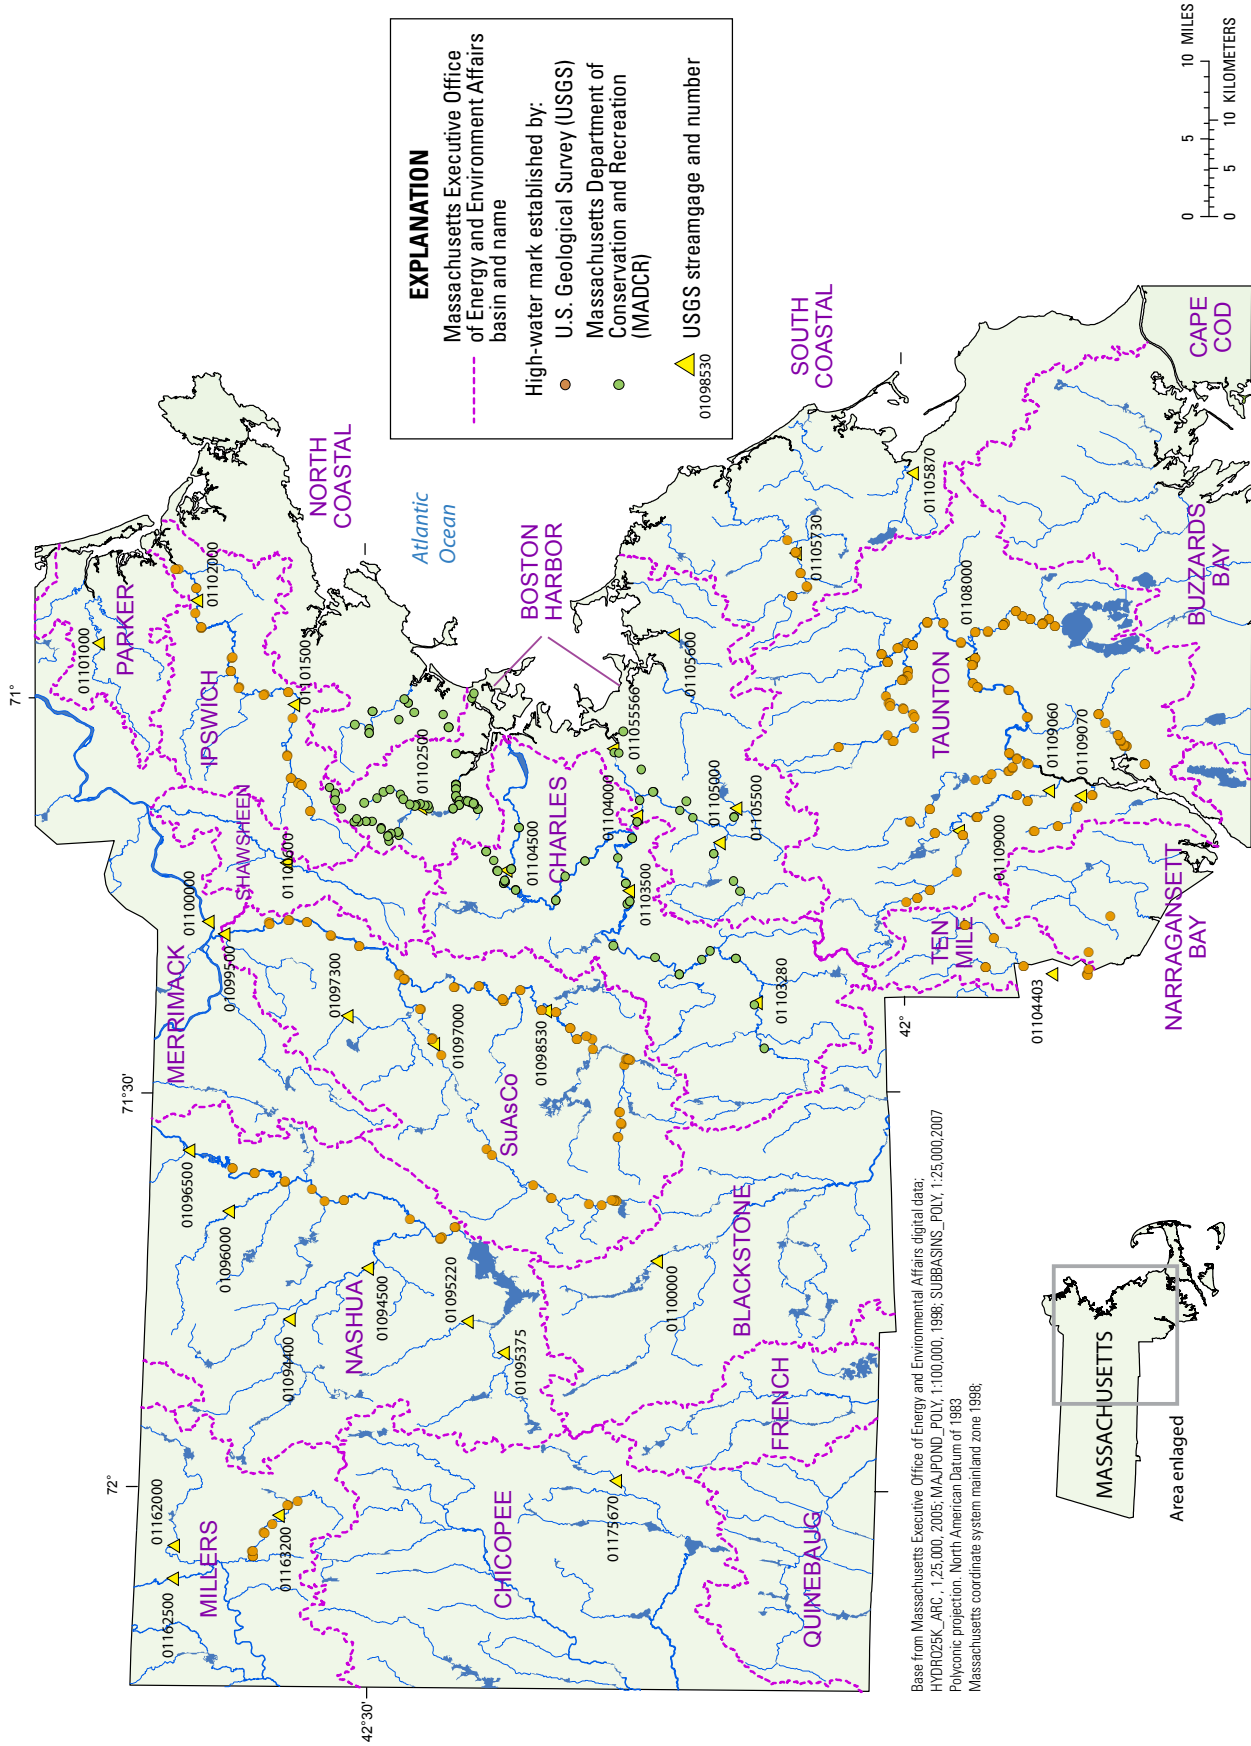 71°
71°30'
72°
42°30'
42°
EXPLANATION
Massachusetts Executive Office
of Energy and Environment Affairs
basin and name
High-water mark established by:
U.S. Geological Survey (USGS)
Massachusetts Department of
Conservation and Recreation
(MADCR)
01098530
USGS streamgage and number
MILLERS
01162500
01162000
01163200
NASHUA
01096500
01096000
01094400
01094500
01095220
01095375
CHICOPEE
01175670
QUINEBAUG
FRENCH
BLACKSTONE
01100000
MERRIMACK
01100000
01099500
SHAWSHEEN
01100600
01097300
01097000
SuAsCo
01098530
PARKER
01101000
IPSWICH
01102000
01101500
NORTH
COASTAL
Atlantic
Ocean
BOSTON
HARBOR
01102500
CHARLES
01104500
01104000
01103500
01103280
011055566
01105600
01105000
01105500
SOUTH
COASTAL
01105730
01105870
TAUNTON
01108000
01109060
01109070
01109000
TEN
MILE
01104403
NARRAGANSETT
BAY
BUZZARDS
BAY
CAPE
COD
0 5 10 MILES
0 5 10 KILOMETERS
Base from Massachusetts Executive Office of Energy and Environmental Affairs digital data;
HYDRO25K_ARC , 1,25,000, 2005; MAJPOND_POLY, 1:100,000, 1998; SUBBASINS_POLY, 1:25,000,2007
Polyconic projection: North American Datum of 1983
Massachusetts coordinate system mainland zone 1998;
MASSACHUSETTS
Area enlaged